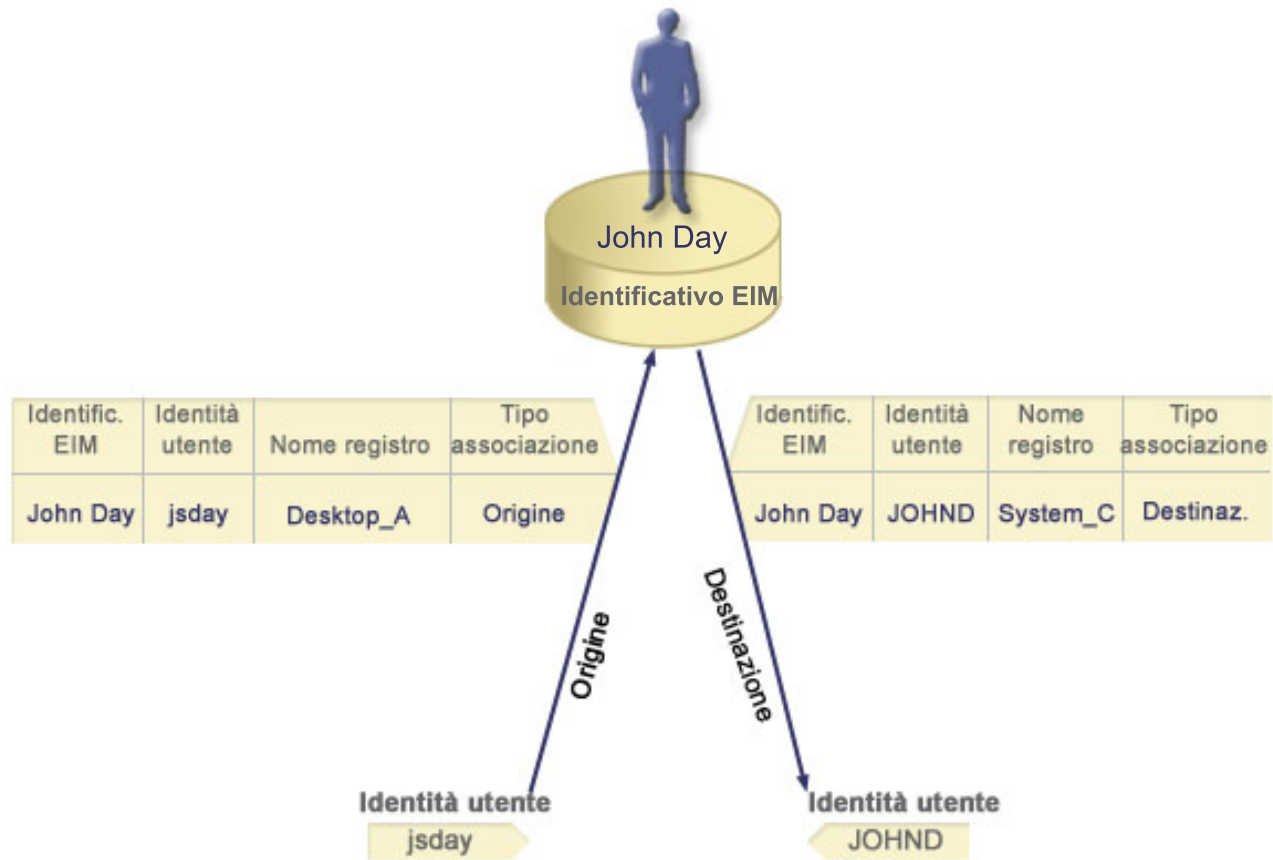 John Day
Identificativo EIM
Identific. EIM
Identità utente
Nome registro
Tipo associazione
John Day
jsday
Desktop_A
Origine
Identific. EIM
Identità utente
Nome registro
Tipo associazione
John Day
JOHND
System_C
Destinaz.
Origine
Destinazione
Identità utente
jsday
Identità utente
JOHND